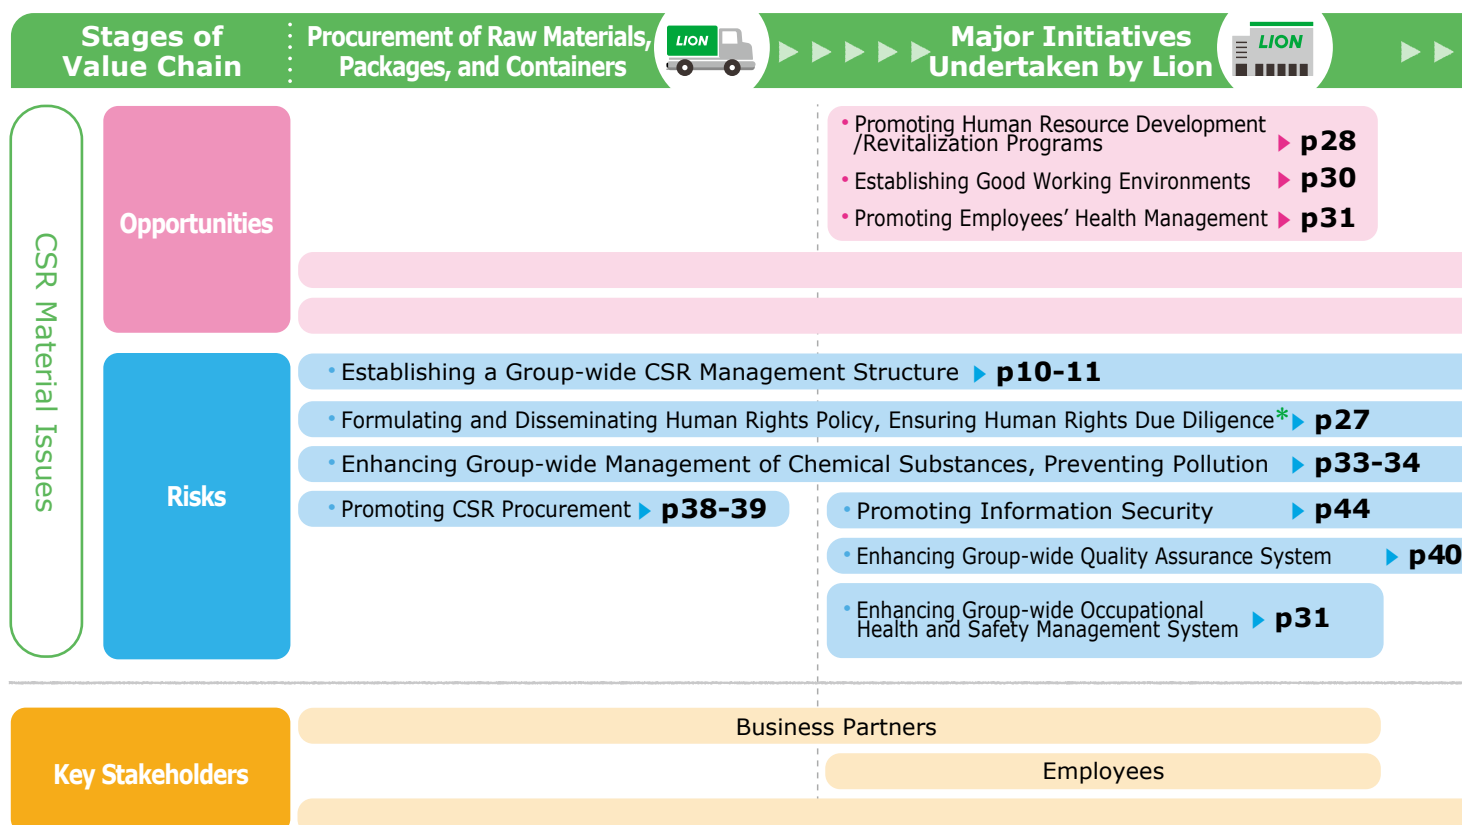 Stages of
Value Chain
Procurement of Raw Materials,
Packages, and Containers
LION
Major Initiatives
Undertaken by Lion
LION
CSR Material Issues
Opportunities
・Promoting Human Resource Development
/Revitalization Programs ▶ p28
・Establishing Good Working Environments ▶ p30
・Promoting Employees’ Health Management ▶ p31
Risks
・Establishing a Group-wide CSR Management Structure ▶ p10-11
・Formulating and Disseminating Human Rights Policy, Ensuring Human Rights Due Diligence* ▶ p27
・Enhancing Group-wide Management of Chemical Substances, Preventing Pollution ▶ p33-34
・Promoting CSR Procurement ▶ p38-39
・Promoting Information Security ▶ p44
・Enhancing Group-wide Quality Assurance System ▶ p40
・Enhancing Group-wide Occupational
Health and Safety Management System ▶ p31
Key Stakeholders
Business Partners
Employees